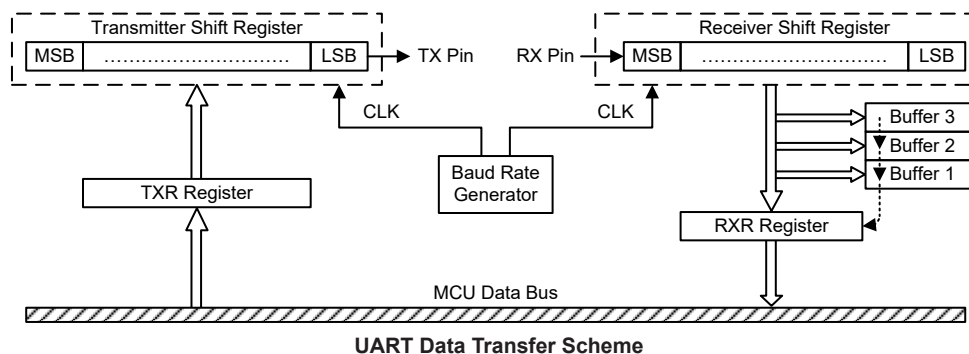 Transmitter Shift Register
MSB ................................ LSB
TX Pin
RX Pin
Receiver Shift Register
MSB ................................ LSB
CLK
CLK
Buffer 3
Buffer 2
Buffer 1
Baud Rate
Generator
TXR Register
RXR Register
MCU Data Bus
UART Data Transfer Scheme